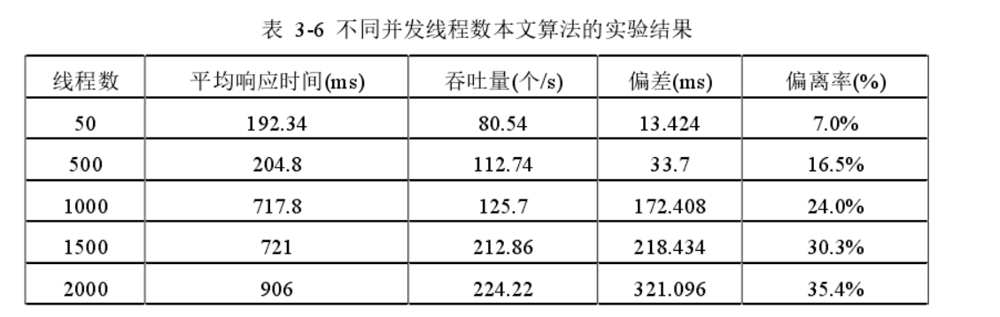 表 3-6 不同并发线程数本文算法的实验结果
线程数 平均响应时间(ms) 吞吐量(个/s) 偏差(ms) 偏离率(%)
50 192.34 80.54 13.424 7.0%
500 204.8 112.74 33.7 16.5%
1000 717.8 125.7 172.408 24.0%
1500 721 212.86 218.434 30.3%
2000 906 224.22 321.096 35.4%